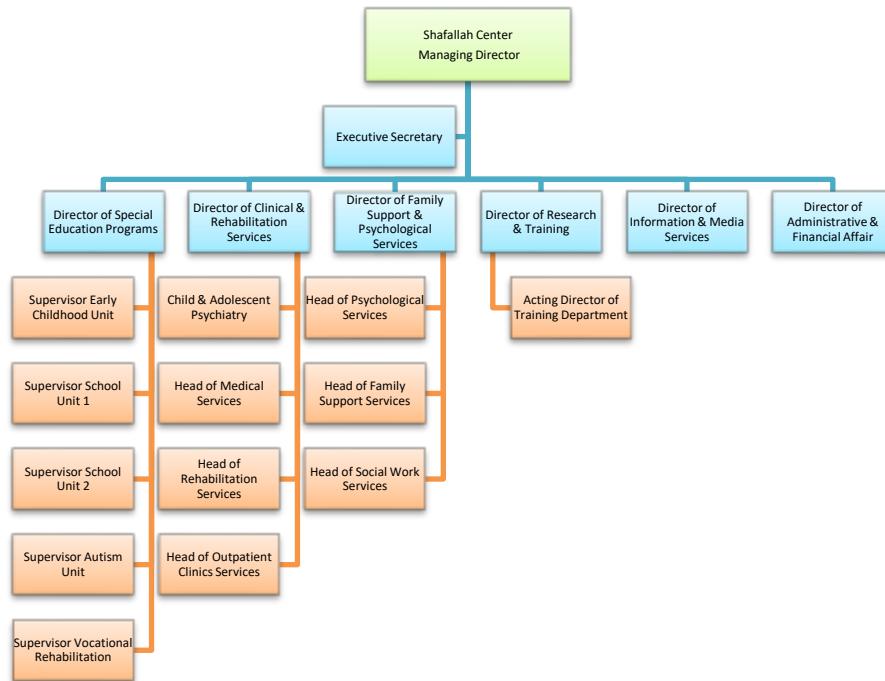 Shafallah Center
Managing Director
Executive Secretary
Director of Special
Education Programs
Director of Clinical &
Rehabilitation
Services
Director of Family
Support &
Psychological
Services
Director of Research
& Training
Director of
Information & Media
Services
Director of
Administrative &
Financial Affair
Supervisor Early
Childhood Unit
Child & Adolescent
Psychiatry
Head of Psychological
Services
Acting Director of
Training Department
Supervisor School
Unit 1
Head of Medical
Services
Head of Family
Support Services
Supervisor School
Unit 2
Head of
Rehabilitation
Services
Head of Social Work
Services
Supervisor Autism
Unit
Head of Outpatient
Clinics Services
Supervisor Vocational
Rehabilitation